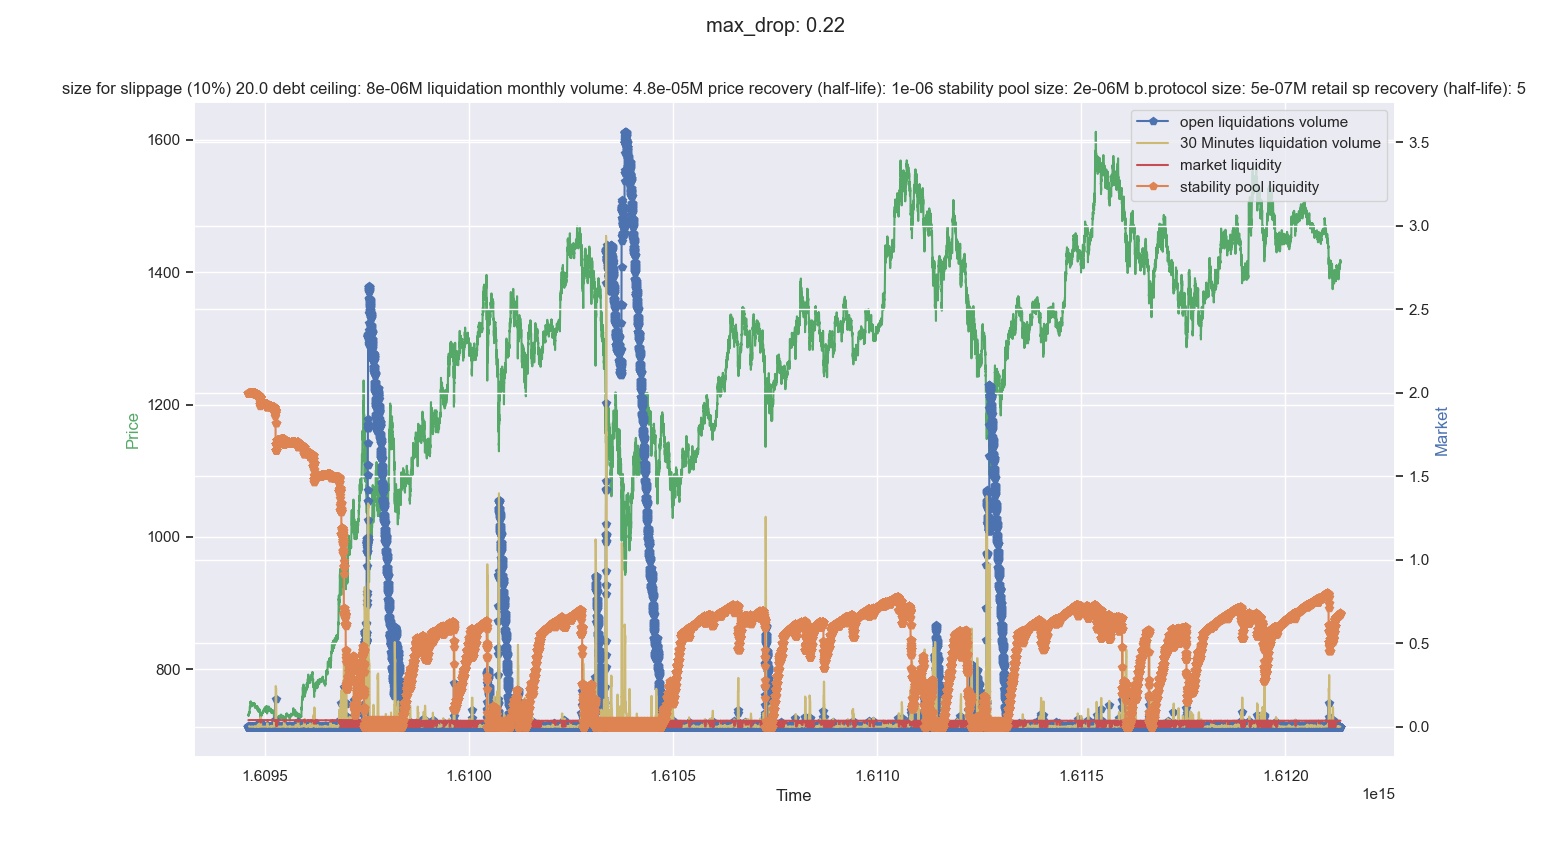 max_drop: 0.22
size for slippage (10%) 20.0 debt ceiling: 8e-06M liquidation monthly volume: 4.8e-05M price recovery (half-life): 1e-06 stability pool size: 2e-06M b.protocol size: 5e-07M retail sp recovery (half-life): 5
open liquidations volume
30 Minutes liquidation volume
market liquidity
stability pool liquidity
1600
1400
1200
1000
800
Price
3.5
3.0
2.5
2.0
1.5
1.0
0.5
0.0
Market
1.6095 1.6100 1.6105 1.6110 1.6115 1.6120
1e15
Time